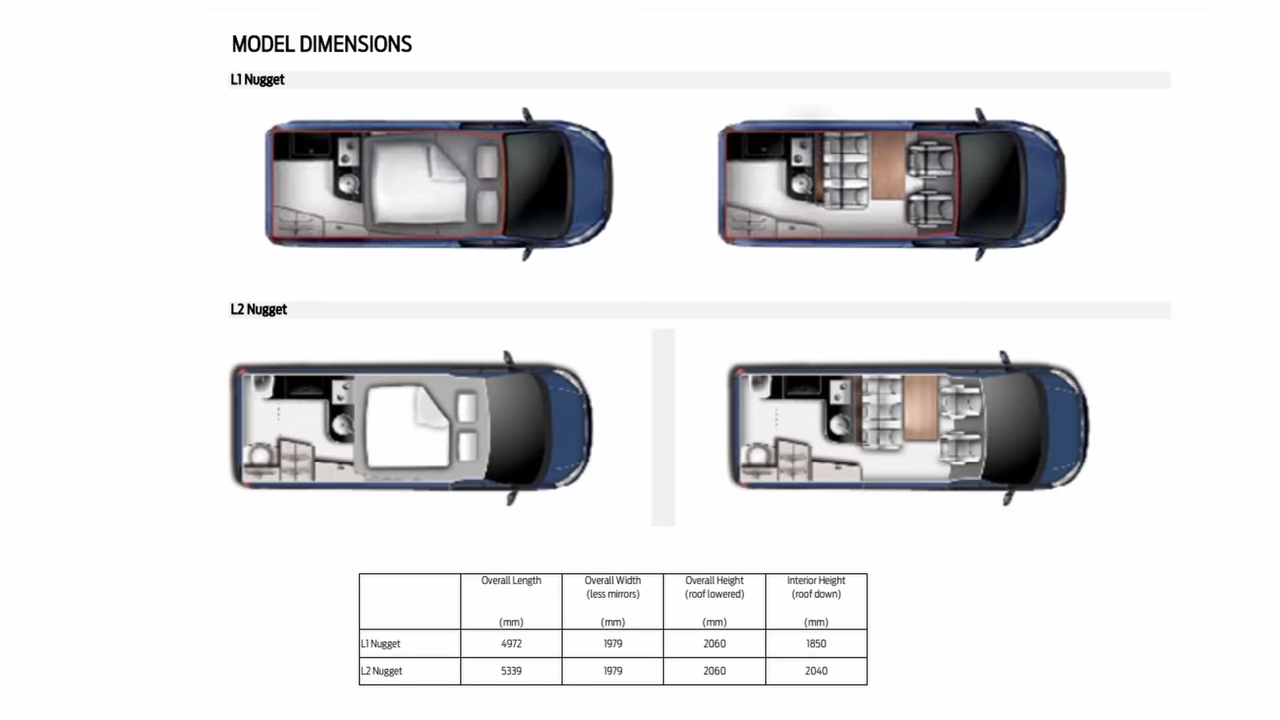 MODEL DIMENSIONS
L1 Nugget
L2 Nugget
Overall Length (mm) Overall Width (less mirrors) (mm) Overall Height (roof lowered) (mm) Interior Height (roof down) (mm)
L1 Nugget 4972 1979 2060 1850
L2 Nugget 5339 1979 2060 2040